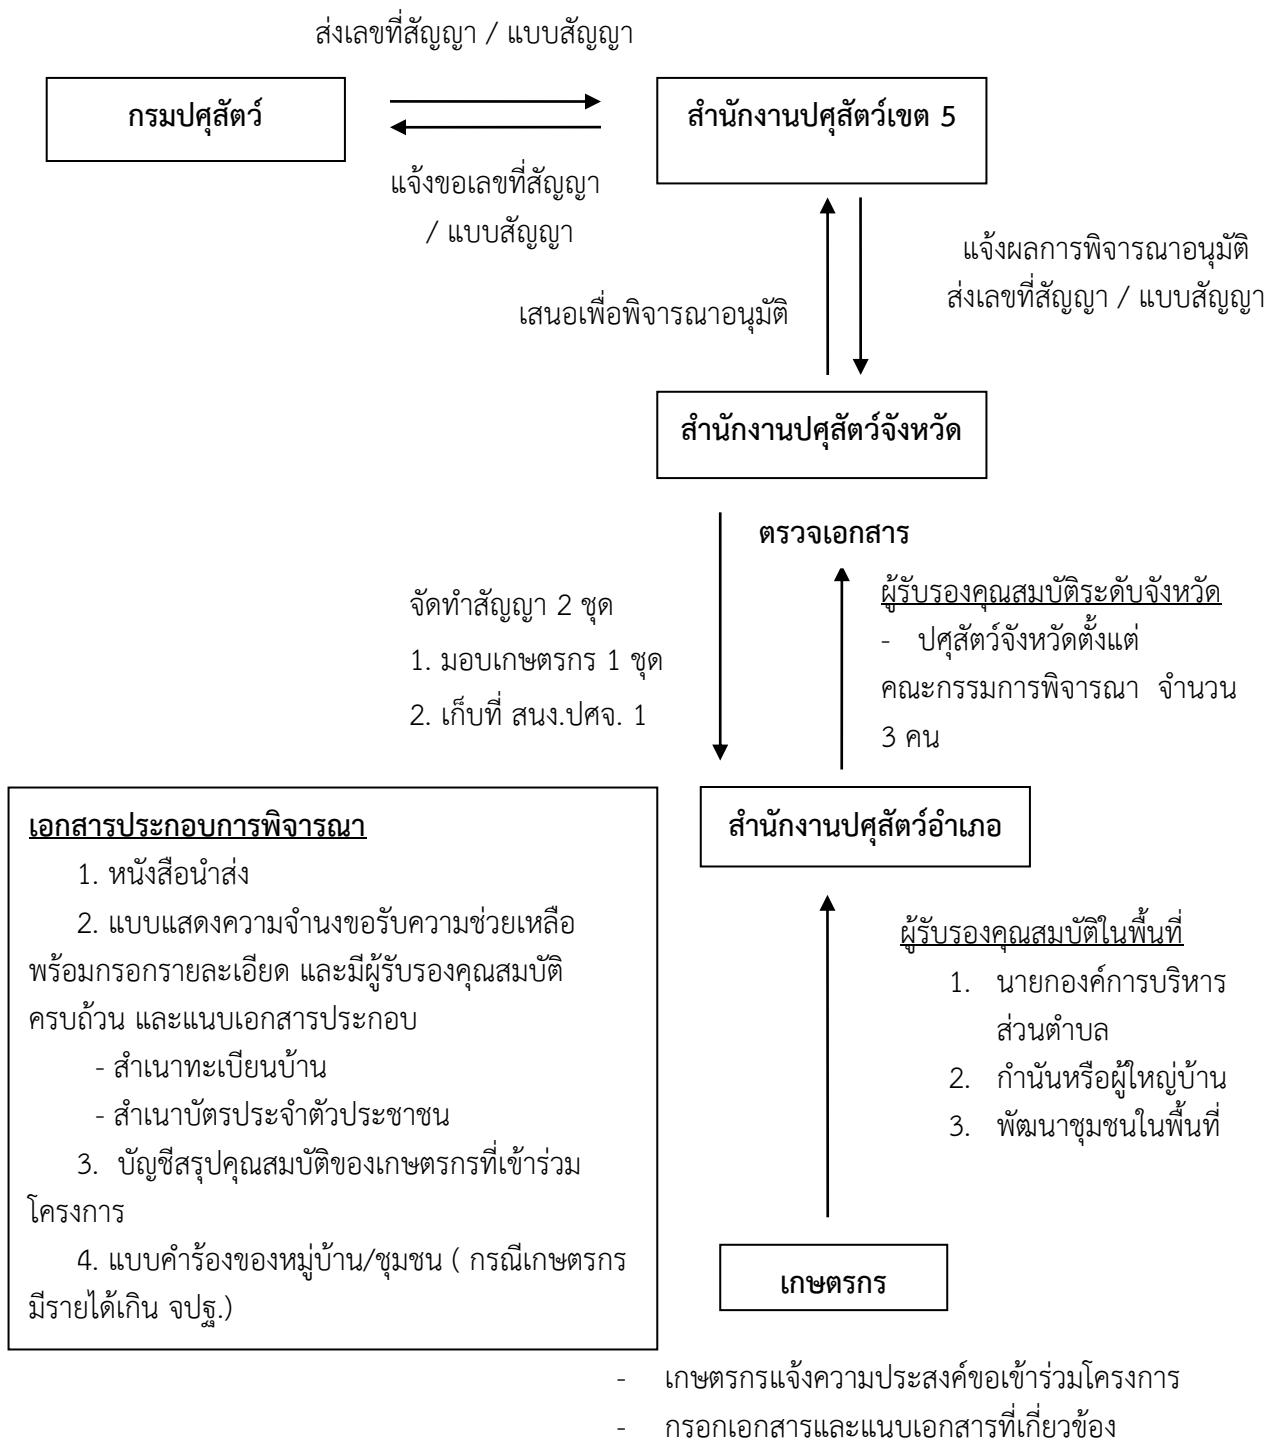 ส่งเลขที่สัญญา / แบบสัญญา
กรมปศุสัตว์
สำนักงานปศุสัตว์เขต 5
แจ้งขอเลขที่สัญญา
/ แบบสัญญา
แจ้งผลการพิจารณาอนุมัติ
ส่งเลขที่สัญญา / แบบสัญญา
เสนอเพื่อพิจารณาอนุมัติ
สำนักงานปศุสัตว์จังหวัด
ตรวจเอกสาร
จัดทำสัญญา 2 ชุด
1. มอบเกษตรกร 1 ชุด
2. เก็บที่ สนง.ปศจ. 1
ผู้รับรองคุณสมบัติระดับจังหวัด
- ปศุสัตว์จังหวัดตั้งแต่
คณะกรรมการพิจารณา จำนวน
3 คน
สำนักงานปศุสัตว์อำเภอ
เอกสารประกอบการพิจารณา
1. หนังสือนำส่ง
2. แบบแสดงความจำนงขอรับความช่วยเหลือ
พร้อมกรอกรายละเอียด และมีผู้รับรองคุณสมบัติ
ครบถ้วน และแนบเอกสารประกอบ
- สำเนาทะเบียนบ้าน
- สำเนาบัตรประจำตัวประชาชน
3. บัญชีสรุปคุณสมบัติของเกษตรกรที่เข้าร่วม
โครงการ
4. แบบคำร้องของหมู่บ้าน/ชุมชน ( กรณีเกษตรกร
มีรายได้เกิน จปฐ.)
ผู้รับรองคุณสมบัติในพื้นที่
1. นายกองค์การบริหาร
ส่วนตำบล
2. กำนันหรือผู้ใหญ่บ้าน
3. พัฒนาชุมชนในพื้นที่
เกษตรกร
- เกษตรกรแจ้งความประสงค์ขอเข้าร่วมโครงการ
- กรอกเอกสารและแนบเอกสารที่เกี่ยวข้อง